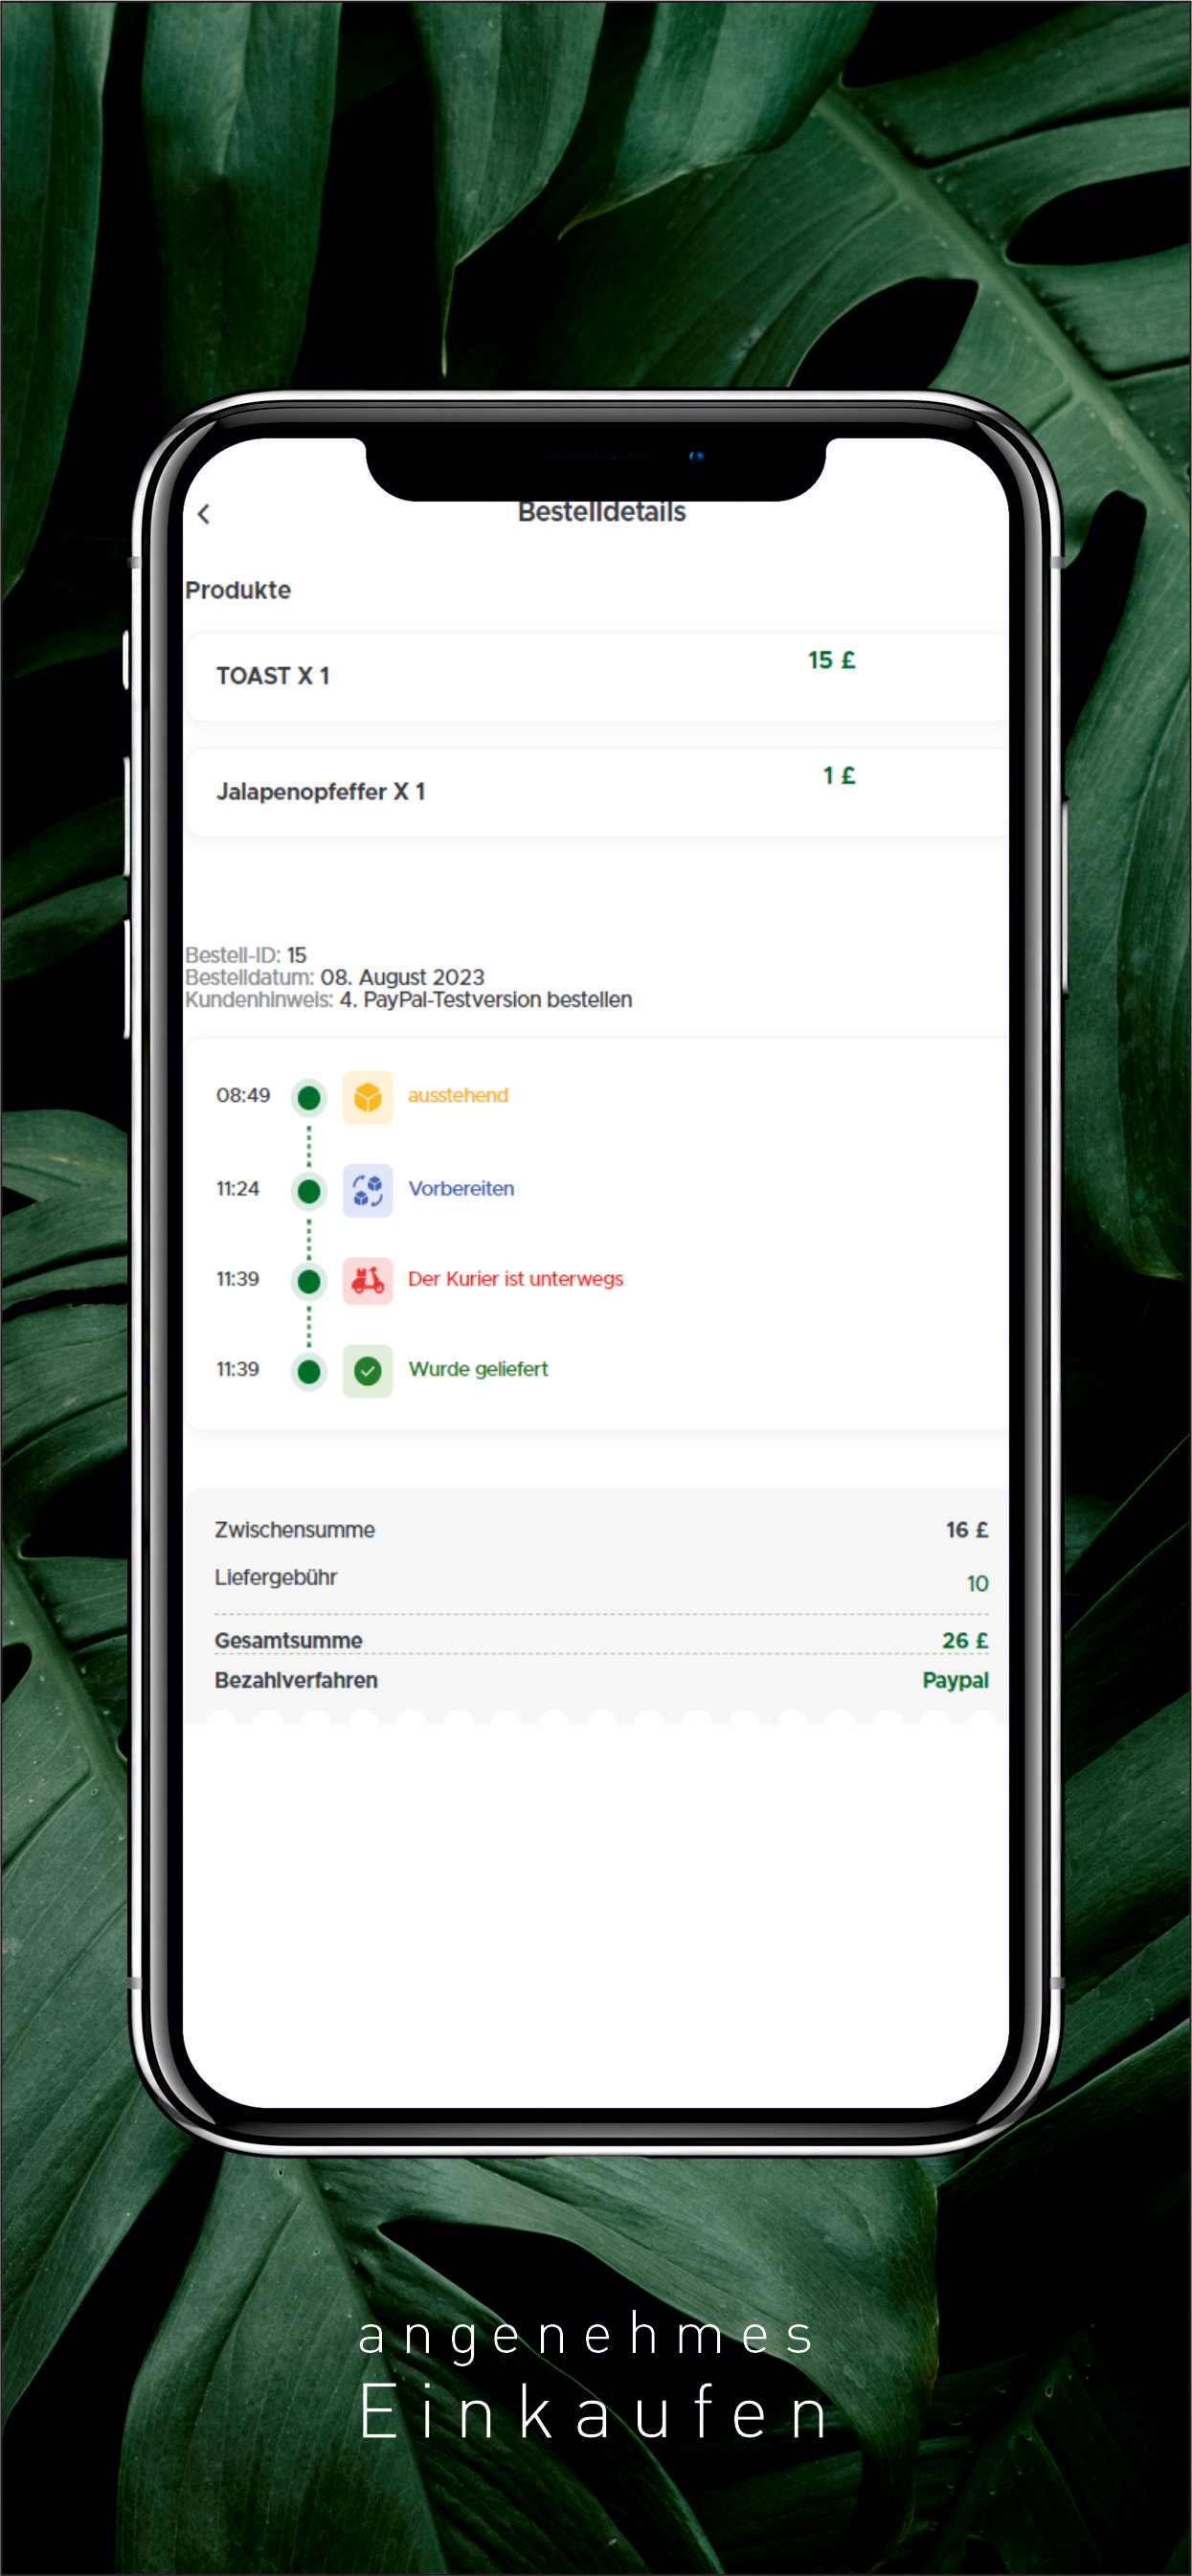 Bestelldetails
Produkte
TOAST X 1 15 £
Jalapenopfeffer X 1 1 £
Bestell-ID: 15
Bestelldatum: 08. August 2023
Kundenhinweis: 4. PayPal-Testversion bestellen
08:49 ausstehend
11:24 Vorbereiten
11:39 Der Kurier ist unterwegs
11:39 Wurde geliefert
Zwischensumme 16 £
Liefergebühr 10
Gesamtsumme 26 £
Bezahlverfahren Paypal
angenehmes
Einkaufen